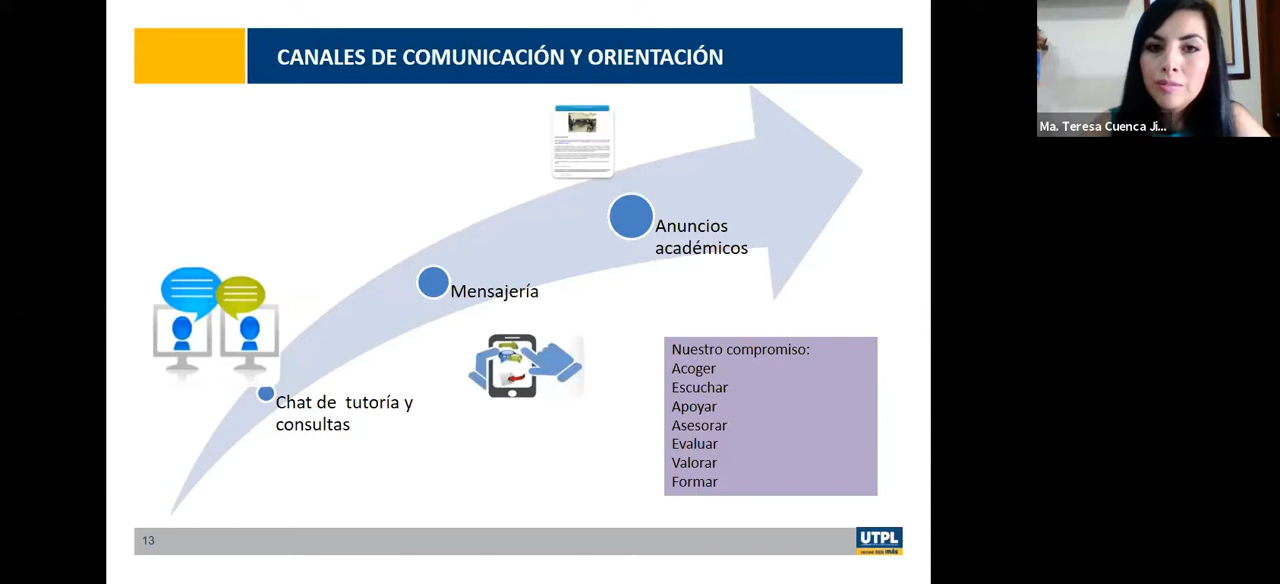 CANALES DE COMUNICACIÓN Y ORIENTACIÓN
Ma. Teresa Cuenca Ji...
Anuncios
académicos
Mensajería
Chat de tutoría y
consultas
Nuestro compromiso:
Acoger
Escuchar
Apoyar
Asesorar
Evaluar
Valorar
Formar
13
UTPL